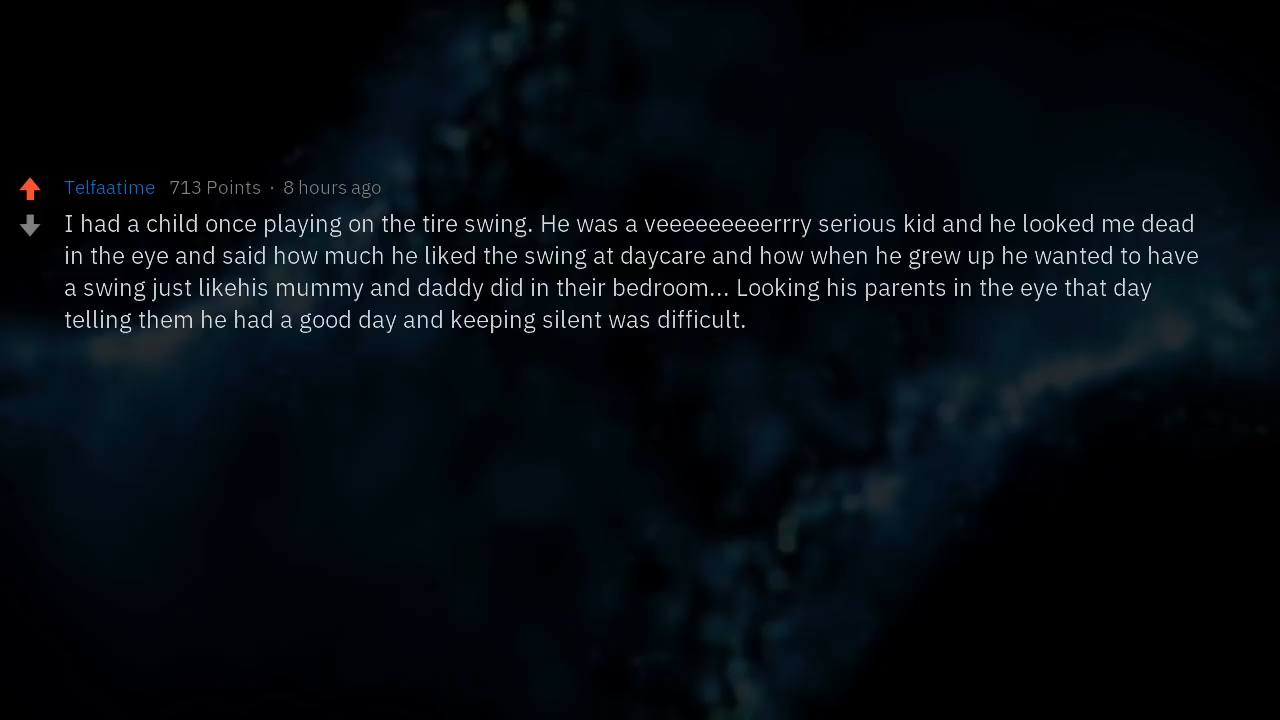 Telfaatime 713 Points · 8 hours ago
I had a child once playing on the tire swing. He was a veeeeeeeeerrry serious kid and he looked me dead
in the eye and said how much he liked the swing at daycare and how when he grew up he wanted to have
a swing just likehis mummy and daddy did in their bedroom... Looking his parents in the eye that day
telling them he had a good day and keeping silent was difficult.